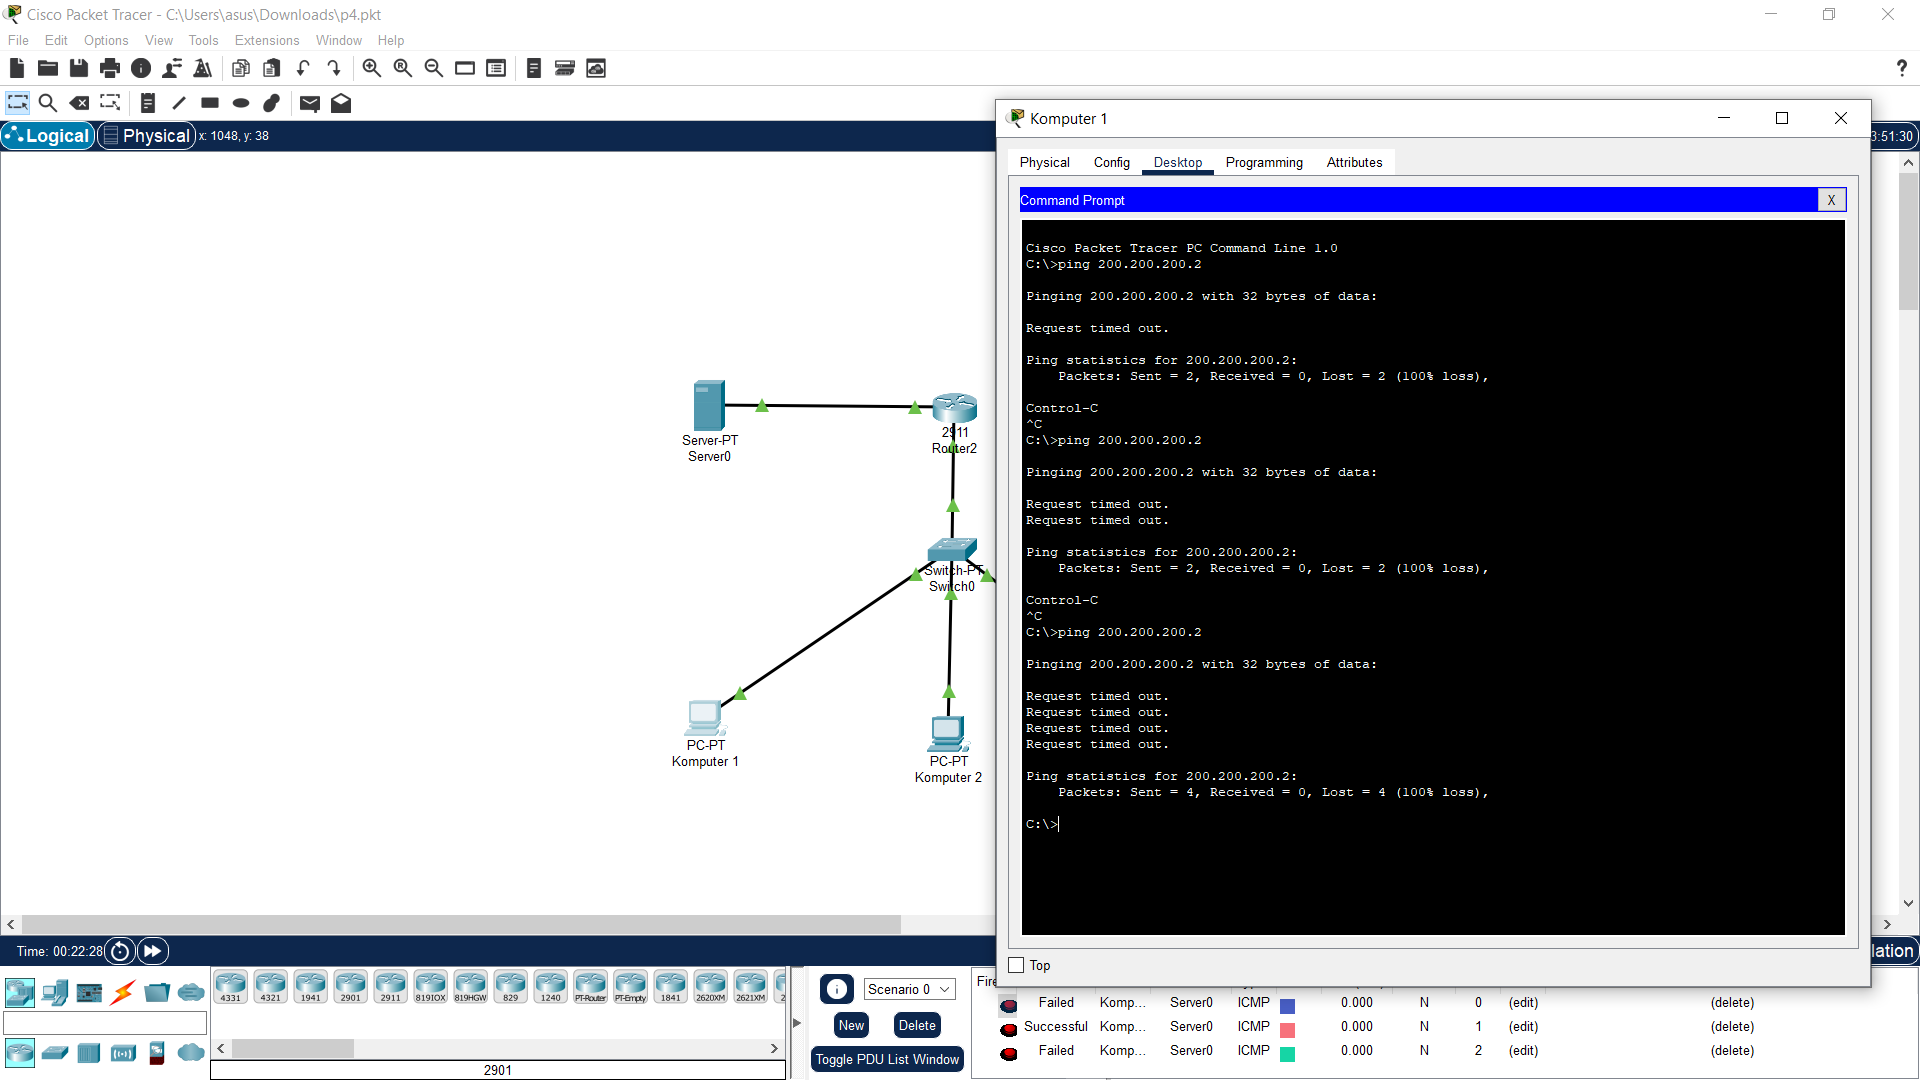 Cisco Packet Tracer - C:\Users\asus\Downloads\p4.pkt
File Edit Options View Tools Extensions Window Help
Logical Physical x: 1048, y: 38
3:51:30
Server-PT
Server0
2911
Router2
Switch-PT
Switch0
PC-PT
Komputer 1
PC-PT
Komputer 2
Komputer 1
Physical Config Desktop Programming Attributes
Command Prompt X
Cisco Packet Tracer PC Command Line 1.0
C:\>ping 200.200.200.2
Pinging 200.200.200.2 with 32 bytes of data:
Request timed out.
Ping statistics for 200.200.200.2:
Packets: Sent = 2, Received = 0, Lost = 2 (100% loss),
Control-C
^C
C:\>ping 200.200.200.2
Pinging 200.200.200.2 with 32 bytes of data:
Request timed out.
Request timed out.
Ping statistics for 200.200.200.2:
Packets: Sent = 2, Received = 0, Lost = 2 (100% loss),
Control-C
^C
C:\>ping 200.200.200.2
Pinging 200.200.200.2 with 32 bytes of data:
Request timed out.
Request timed out.
Request timed out.
Request timed out.
Ping statistics for 200.200.200.2:
Packets: Sent = 4, Received = 0, Lost = 4 (100% loss),
C:\>
Top
Time: 00:22:28
lation
4331 4321 1941 2901 2911 819IOX 819HGW 829 1240 PT-Router PT-Empty 1841 2620XM 2621XM 2
2901
Scenario 0
New Delete
Toggle PDU List Window
Fire
Failed Komp... Server0 ICMP 0.000 N 0 (edit) (delete)
Successful Komp... Server0 ICMP 0.000 N 1 (edit) (delete)
Failed Komp... Server0 ICMP 0.000 N 2 (edit) (delete)